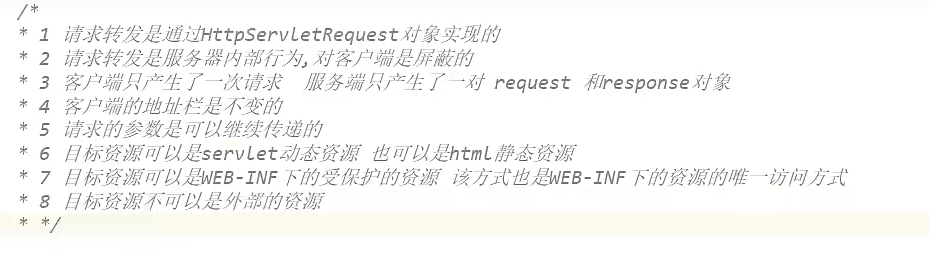 /*
* 1 请求转发是通过HttpServletRequest对象实现的
* 2 请求转发是服务器内部行为,对客户端是屏蔽的
* 3 客户端只产生了一次请求  服务端只产生了一对 request 和response对象
* 4 客户端的地址栏是不变的
* 5 请求的参数是可以继续传递的
* 6 目标资源可以是servlet动态资源 也可以是html静态资源
* 7 目标资源可以是WEB-INF下的受保护的资源 该方式也是WEB-INF下的资源的唯一访问方式
* 8 目标资源不可以是外部的资源
* */